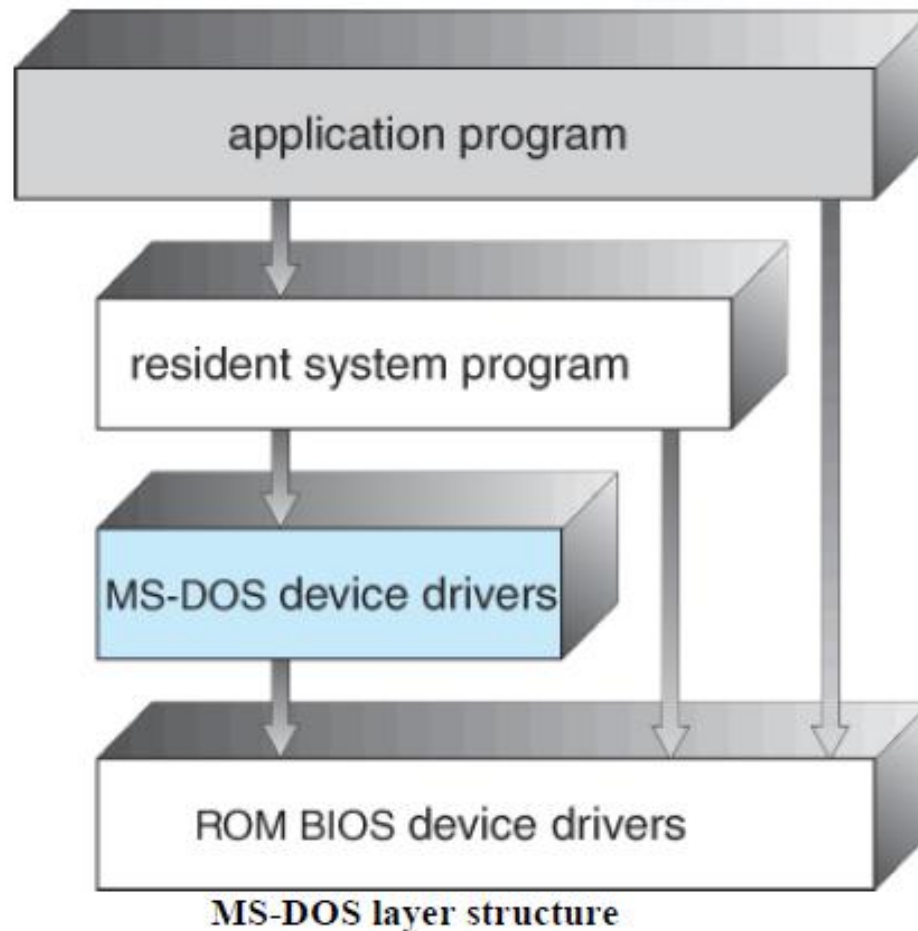 application program
resident system program
MS-DOS device drivers
ROM BIOS device drivers
MS-DOS layer structure